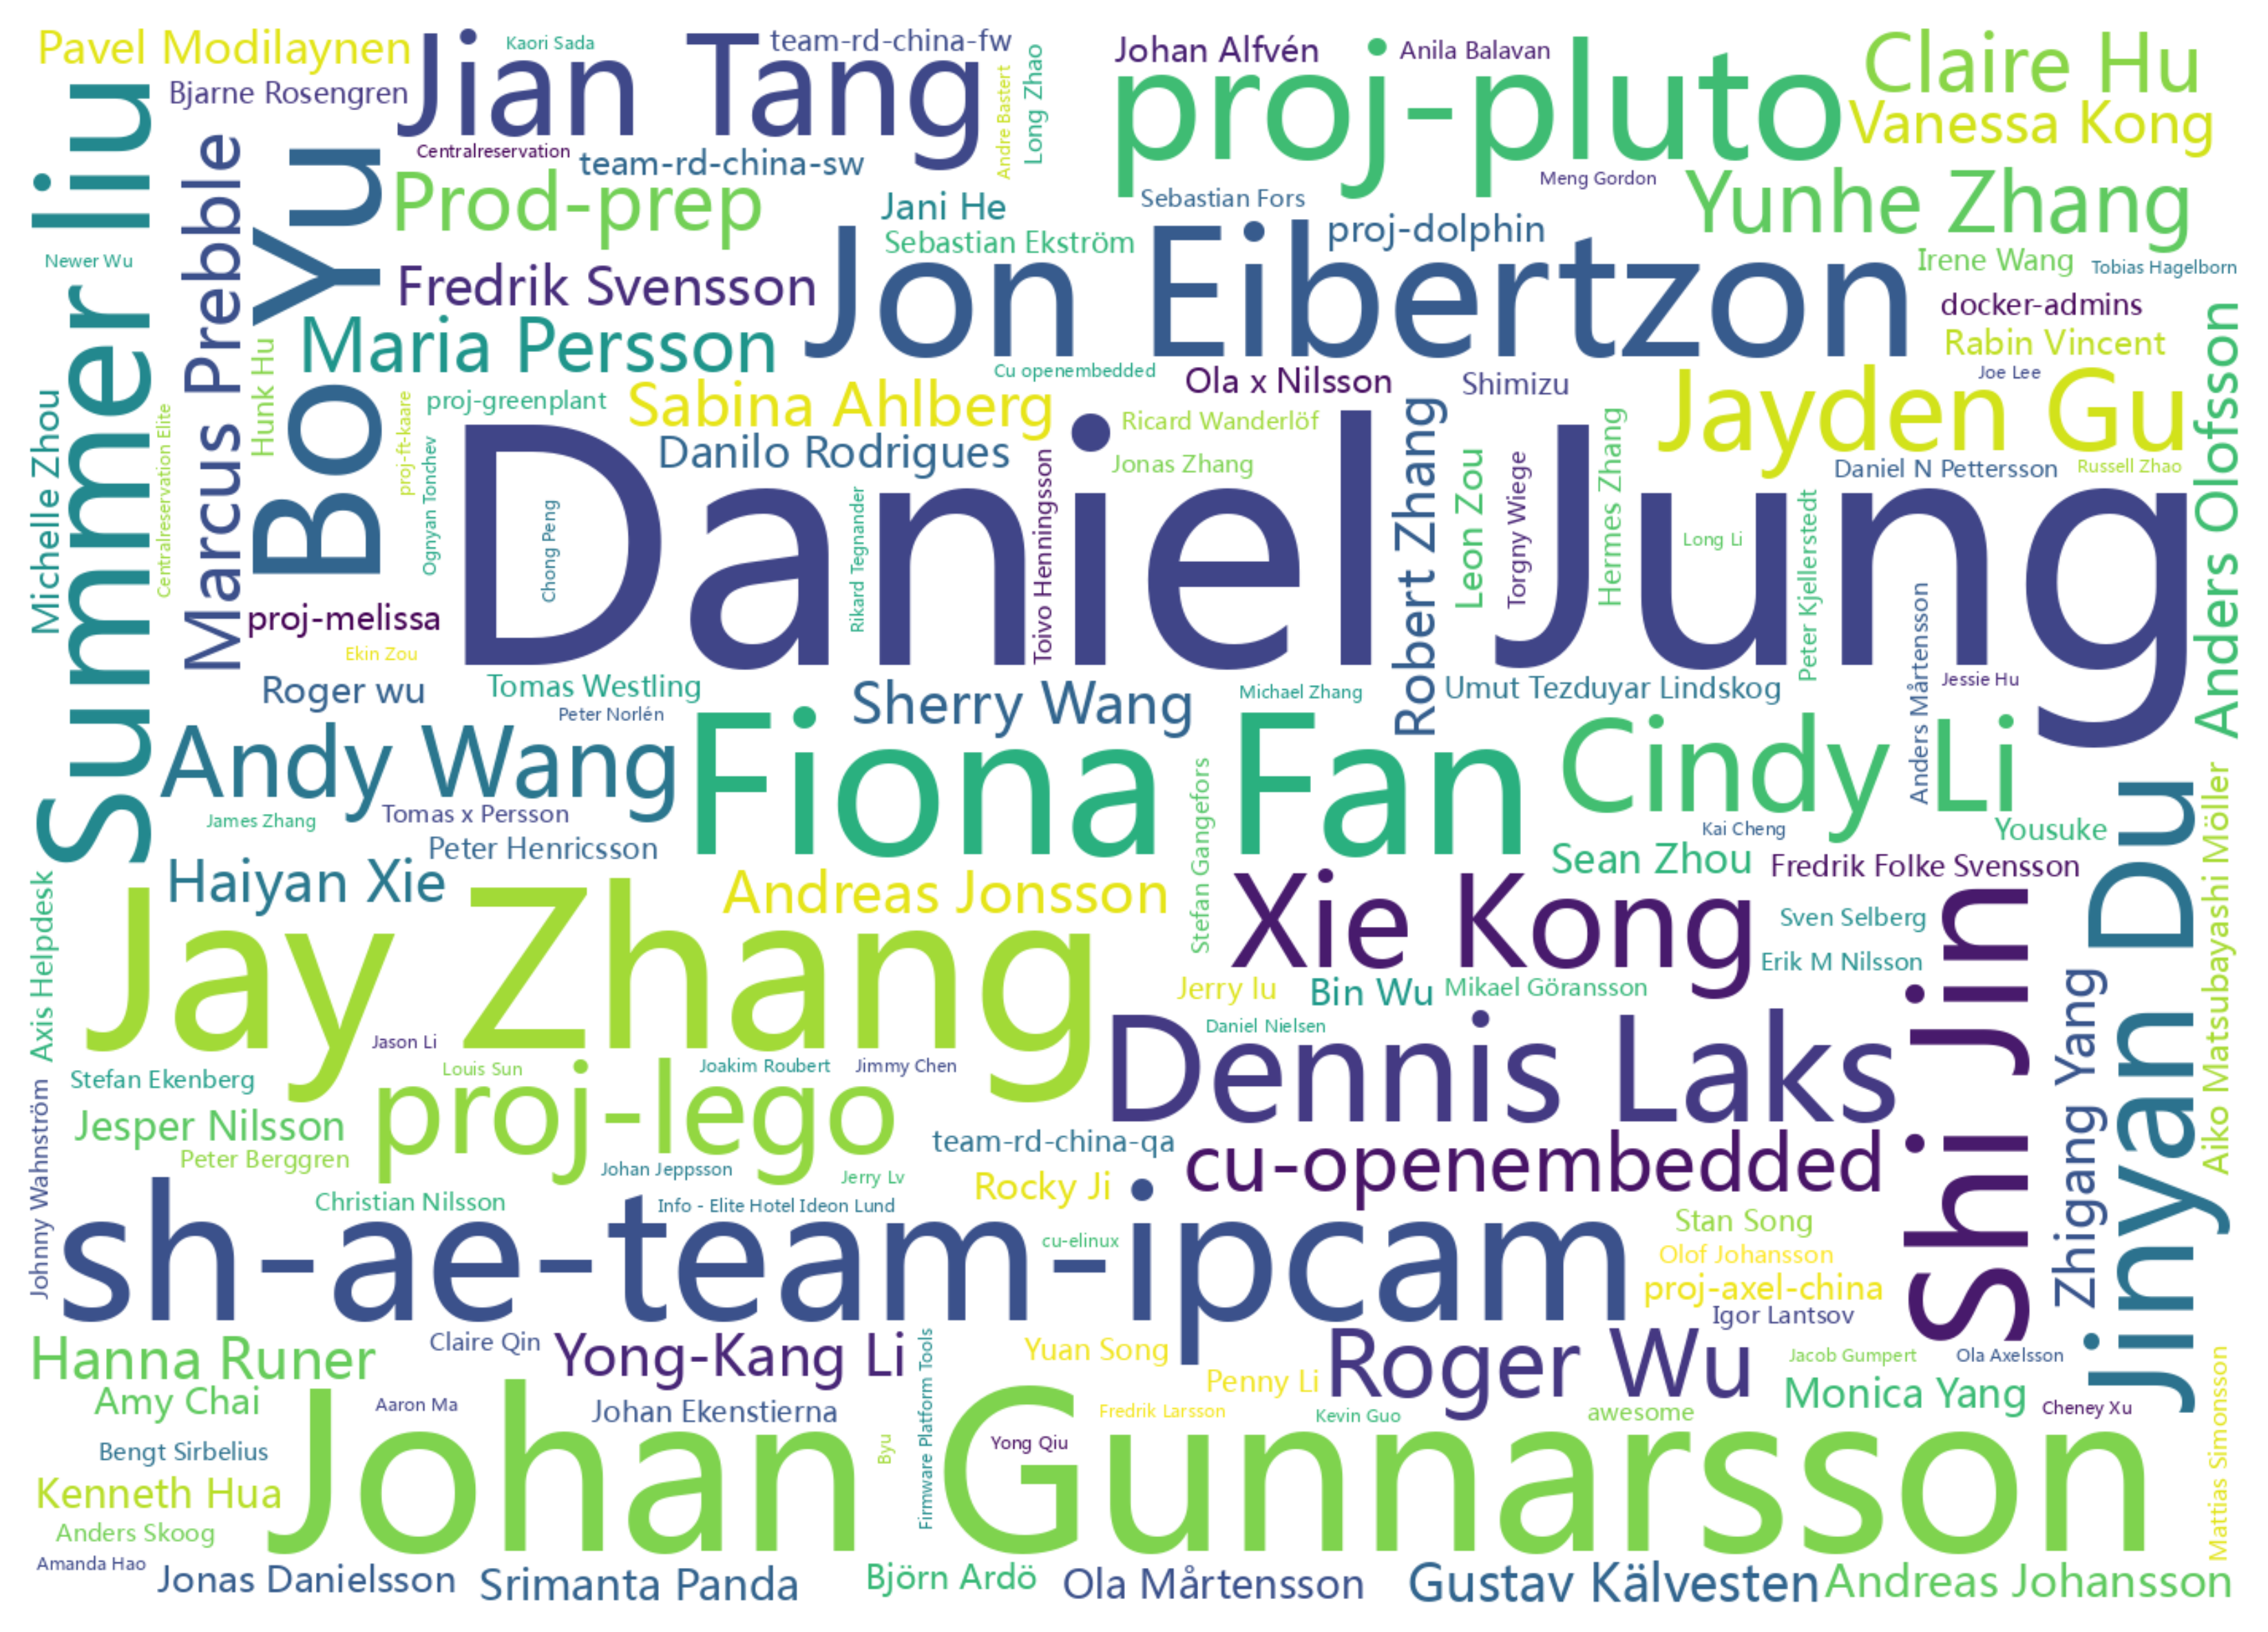 Pavel Modilaynen
Jian Tang
Kaori Sada
team-rd-china-fw
Johan Alfvén
Anila Balavan
Claire Hu
Bjarne Rosengren
Andre Bastert
Long Zhao
proj-pluto
Vanessa Kong
Centralreservation
team-rd-china-sw
Meng Gordon
Summer liu
Marcus Prebble
Bo Yu
Prod-prep
Jani He
Sebastian Fors
Yunhe Zhang
Sebastian Ekström
proj-dolphin
Newer Wu
Irene Wang
Tobias Hagelborn
Fredrik Svensson
Jon Eibertzon
docker-admins
Maria Persson
Rabin Vincent
Hunk Hu
Cu openembedded
Ola x Nilsson
Shimizu
Joe Lee
Anders Olofsson
Michelle Zhou
Centralreservation Elite
proj-ft-kaare
proj-greenplant
Sabina Ahlberg
Ricard Wanderlöf
Jayden Gu
Ognyan Tonchev
Danilo Rodrigues
Jonas Zhang
Robert Zhang
Leon Zou
Torgny Wiege
Hermes Zhang
Daniel N Pettersson
Russell Zhao
Daniel Jung
Chong Peng
Rikard Tegnander
Toivo Henningsson
Long Li
Peter Kjellerstedt
proj-melissa
Ekin Zou
Anders Mårtensson
Roger wu
Tomas Westling
Sherry Wang
Michael Zhang
Umut Tezduyar Lindskog
Jessie Hu
Peter Norlén
Andy Wang
Fiona Fan
Cindy Li
Stefan Gangefors
James Zhang
Tomas x Persson
Kai Cheng
Yousuke
Jinyan Du
Aiko Matsubayashi Möller
Peter Henricsson
Haiyan Xie
Andreas Jonsson
Sean Zhou
Fredrik Folke Svensson
Axis Helpdesk
Jay Zhang
Xie Kong
Sven Selberg
Shi Jin
Erik M Nilsson
Zhigang Yang
Jerry lu
Bin Wu
Mikael Göransson
Jason Li
Daniel Nielsen
Dennis Laks
Stefan Ekenberg
Louis Sun
Joakim Roubert
Jimmy Chen
Johnny Wahnström
Jesper Nilsson
proj-lego
team-rd-china-qa
cu-openembedded
Peter Berggren
Johan Jeppsson
Jerry Lv
Rocky Ji
Christian Nilsson
Info - Elite Hotel Ideon Lund
sh-ae-team-ipcam
cu-elinux
Stan Song
Olof Johansson
proj-axel-china
Igor Lantsov
Hanna Runer
Claire Qin
Yong-Kang Li
Firmware Platform Tools
Yuan Song
Roger Wu
Jacob Gumpert
Ola Axelsson
Mattias Simonsson
Penny Li
Monica Yang
Amy Chai
Aaron Ma
Johan Ekenstierna
Fredrik Larsson
Kevin Guo
awesome
Cheney Xu
Johan Gunnarsson
Bengt Sirbelius
Byu
Yong Qiu
Kenneth Hua
Anders Skoog
Amanda Hao
Jonas Danielsson
Srimanta Panda
Björn Ardö
Ola Mårtensson
Gustav Kälvesten
Andreas Johansson